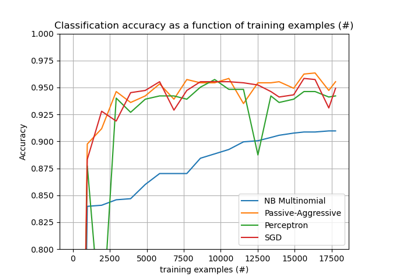 Classification accuracy as a function of training examples (#)
1.000
0.975
0.950
0.925
0.900
0.875
0.850
0.825
0.800
Accuracy
NB Multinomial
Passive-Aggressive
Perceptron
SGD
0 2500 5000 7500 10000 12500 15000 17500
training examples (#)